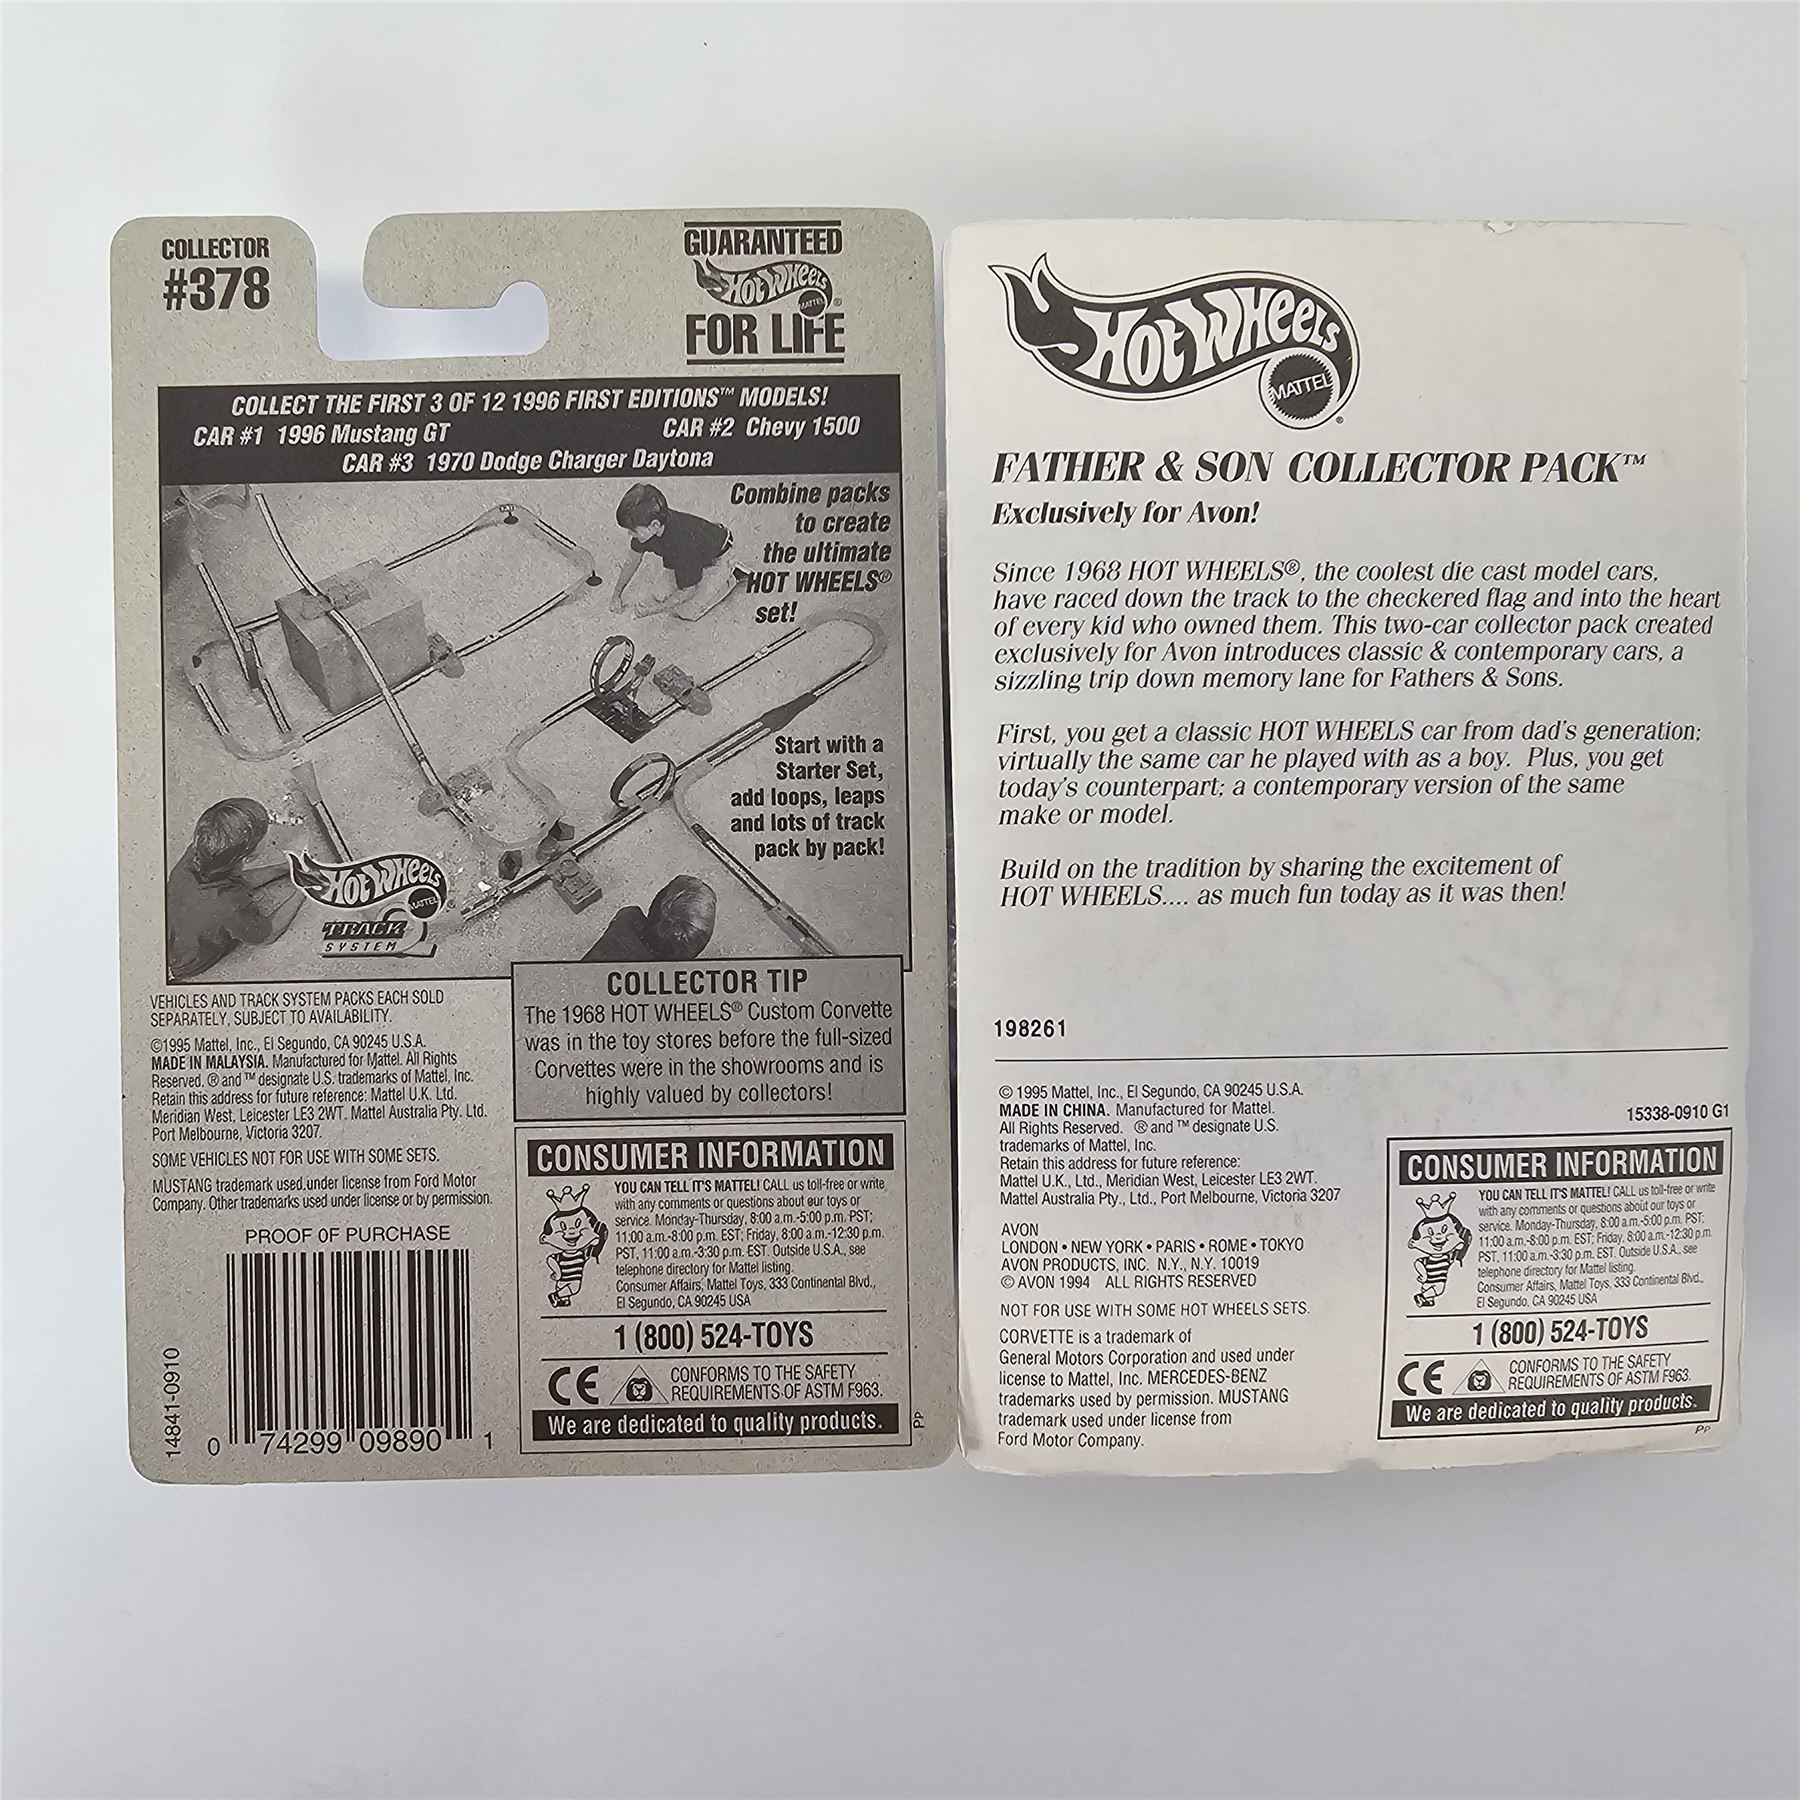 COLLECTOR
#378
GUARANTEED
HOT WHEELS
MATTEL ®
FOR LIFE
COLLECT THE FIRST 3 OF 12 1996 FIRST EDITIONS™ MODELS!
CAR #1 1996 Mustang GT CAR #2 Chevy 1500
CAR #3 1970 Dodge Charger Daytona
Combine packs
to create
the ultimate
HOT WHEELS®
set!
Start with a
Starter Set,
add loops, leaps
and lots of track
pack by pack!
HOT WHEELS
MATTEL
TRACK
SYSTEM
COLLECTOR TIP
The 1968 HOT WHEELS® Custom Corvette
was in the toy stores before the full-sized
Corvettes were in the showrooms and is
highly valued by collectors!
VEHICLES AND TRACK SYSTEM PACKS EACH SOLD
SEPARATELY, SUBJECT TO AVAILABILITY.
©1995 Mattel, Inc., El Segundo, CA 90245 U.S.A.
MADE IN MALAYSIA. Manufactured for Mattel. All Rights
Reserved. ® and ™ designate U.S. trademarks of Mattel, Inc.
Retain this address for future reference: Mattel U.K. Ltd.
Meridian West, Leicester LE3 2WT. Mattel Australia Pty. Ltd.
Port Melbourne, Victoria 3207.
SOME VEHICLES NOT FOR USE WITH SOME SETS.
MUSTANG trademark used under license from Ford Motor
Company. Other trademarks used under license or by permission.
PROOF OF PURCHASE
14841-0910
0 74299 09890 1
CONSUMER INFORMATION
YOU CAN TELL IT'S MATTEL! CALL us toll-free or write
with any comments or questions about our toys or
service. Monday-Thursday, 8:00 a.m.-5:00 p.m. PST;
11:00 a.m.-8:00 p.m. EST; Friday, 8:00 a.m.-12:30 p.m.
PST, 11:00 a.m.-3:30 p.m. EST. Outside U.S.A., see
telephone directory for Mattel listing.
Consumer Affairs, Mattel Toys, 333 Continental Blvd.,
El Segundo, CA 90245 USA
1 (800) 524-TOYS
CE
CONFORMS TO THE SAFETY
REQUIREMENTS OF ASTM F963.
We are dedicated to quality products.
PP
HOT WHEELS
MATTEL ®
FATHER & SON COLLECTOR PACK™
Exclusively for Avon!
Since 1968 HOT WHEELS®, the coolest die cast model cars,
have raced down the track to the checkered flag and into the heart
of every kid who owned them. This two-car collector pack created
exclusively for Avon introduces classic & contemporary cars, a
sizzling trip down memory lane for Fathers & Sons.
First, you get a classic HOT WHEELS car from dad's generation;
virtually the same car he played with as a boy. Plus, you get
today's counterpart; a contemporary version of the same
make or model.
Build on the tradition by sharing the excitement of
HOT WHEELS.... as much fun today as it was then!
198261
© 1995 Mattel, Inc., El Segundo, CA 90245 U.S.A.
MADE IN CHINA. Manufactured for Mattel.
All Rights Reserved. ® and ™ designate U.S.
trademarks of Mattel, Inc.
Retain this address for future reference:
Mattel U.K., Ltd., Meridian West, Leicester LE3 2WT.
Mattel Australia Pty., Ltd., Port Melbourne, Victoria 3207
AVON
LONDON • NEW YORK • PARIS • ROME • TOKYO
AVON PRODUCTS, INC. N.Y., N.Y. 10019
© AVON 1994 ALL RIGHTS RESERVED
NOT FOR USE WITH SOME HOT WHEELS SETS.
CORVETTE is a trademark of
General Motors Corporation and used under
license to Mattel, Inc. MERCEDES-BENZ
trademarks used by permission. MUSTANG
trademark used under license from
Ford Motor Company.
15338-0910 G1
CONSUMER INFORMATION
YOU CAN TELL IT'S MATTEL! CALL us toll-free or write
with any comments or questions about our toys or
service. Monday-Thursday, 8:00 a.m.-5:00 p.m. PST;
11:00 a.m.-8:00 p.m. EST; Friday, 8:00 a.m.-12:30 p.m.
PST, 11:00 a.m.-3:30 p.m. EST. Outside U.S.A., see
telephone directory for Mattel listing.
Consumer Affairs, Mattel Toys, 333 Continental Blvd.,
El Segundo, CA 90245 USA
1 (800) 524-TOYS
CE
CONFORMS TO THE SAFETY
REQUIREMENTS OF ASTM F963.
We are dedicated to quality products.
PP